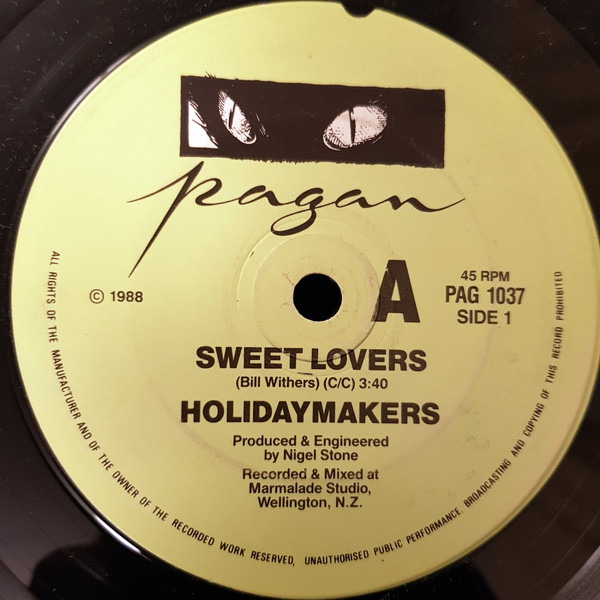 pagan
© 1988
A
45 RPM
PAG 1037
SIDE 1
SWEET LOVERS
(Bill Withers) (C/C) 3:40
HOLIDAYMAKERS
Produced & Engineered
by Nigel Stone
Recorded & Mixed at
Marmalade Studio,
Wellington, N.Z.
ALL RIGHTS OF THE MANUFACTURER AND OF THE OWNER OF THE RECORDED WORK RESERVED, UNAUTHORISED PUBLIC PERFORMANCE, BROADCASTING AND COPYING OF THIS RECORD PROHIBITED